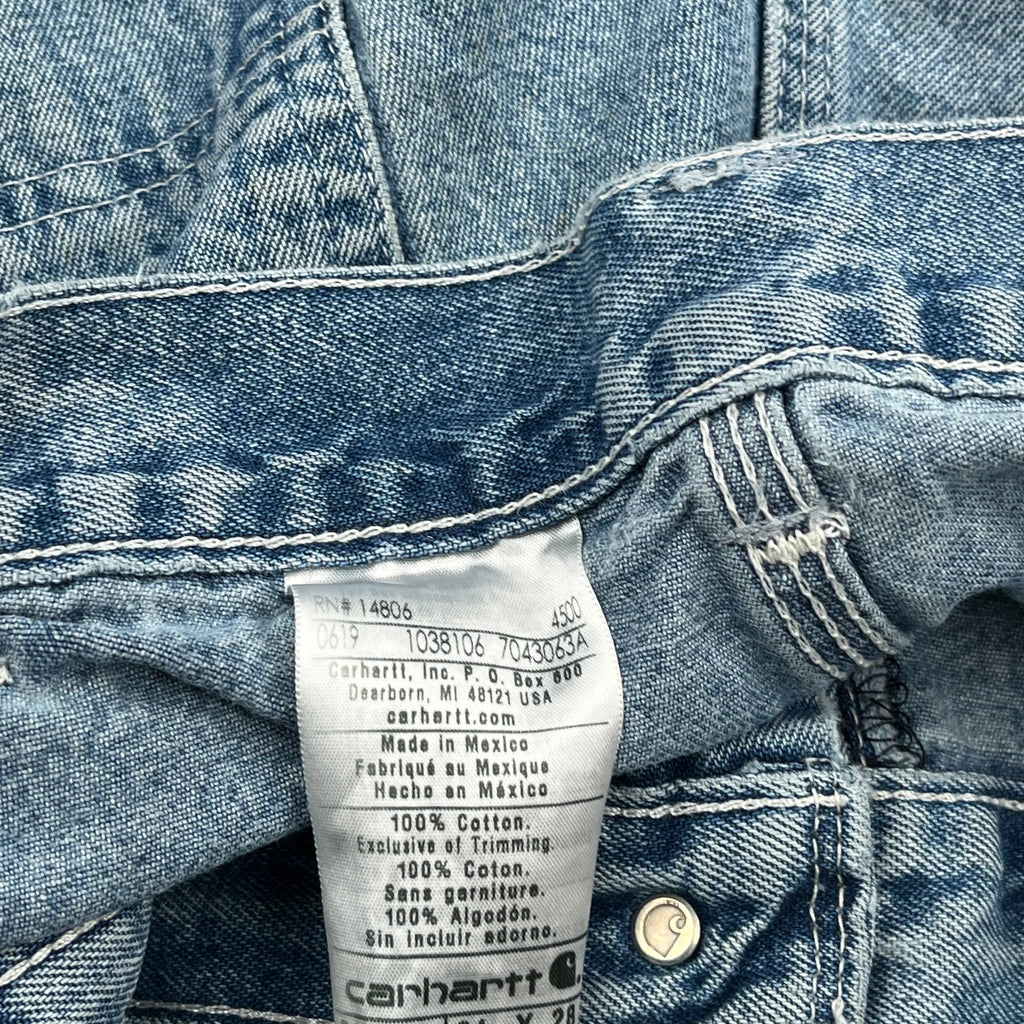 RN# 14806 4500
0619 1038106 7043063A
Carhartt, Inc. P. O. Box 600
Dearborn, MI 48121 USA
carhartt.com
Made in Mexico
Fabriqué au Mexique
Hecho en México
100% Cotton.
Exclusive of Trimming.
100% Coton.
Sans garniture.
100% Algodón.
Sin incluir adorno.
carhartt
X 28